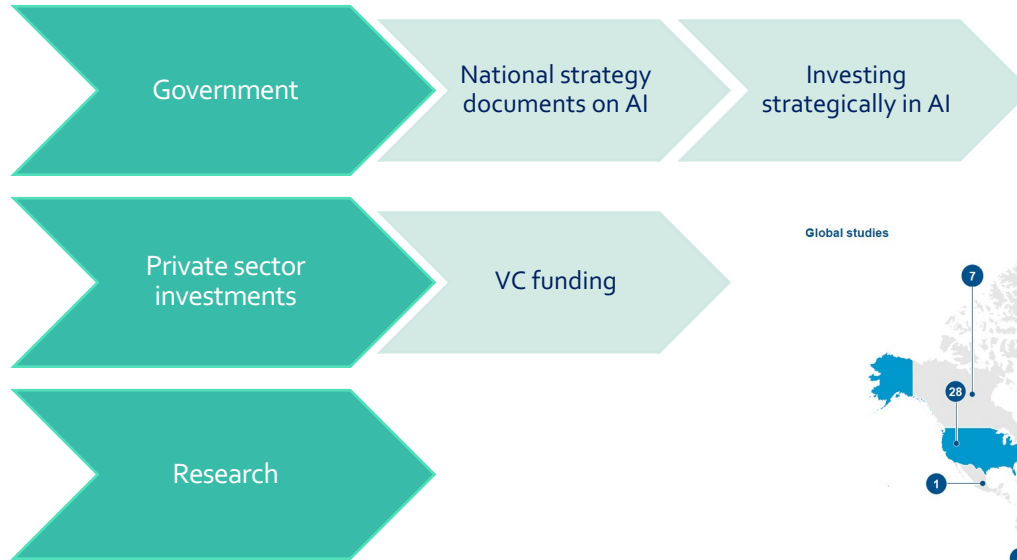 Government
National strategy
documents on AI
Investing
strategically in AI
Private sector
investments
VC funding
Global studies
7
28
1
Research